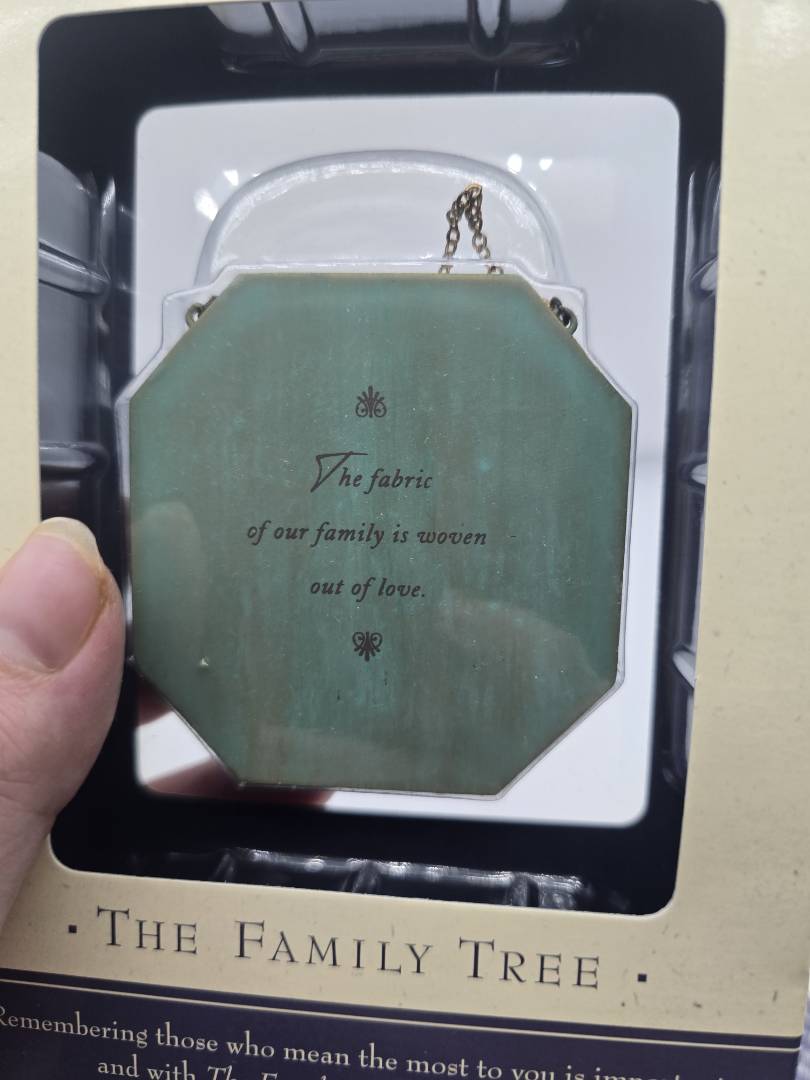 The fabric
of our family is woven
out of love.
· THE FAMILY TREE ·
Remembering those who mean the most to you is
and with The